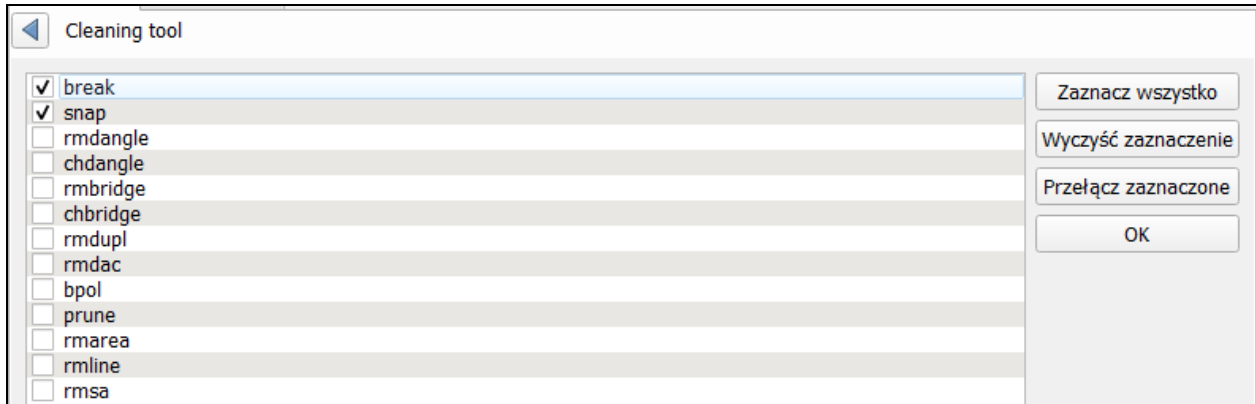 Cleaning tool
break
snap
rmdangle
chdangle
rmbridge
chbridge
rmdupl
rmdac
bpol
prune
rmarea
rmline
rmsa
Zaznacz wszystko
Wyczyść zaznaczenie
Przełącz zaznaczone
OK